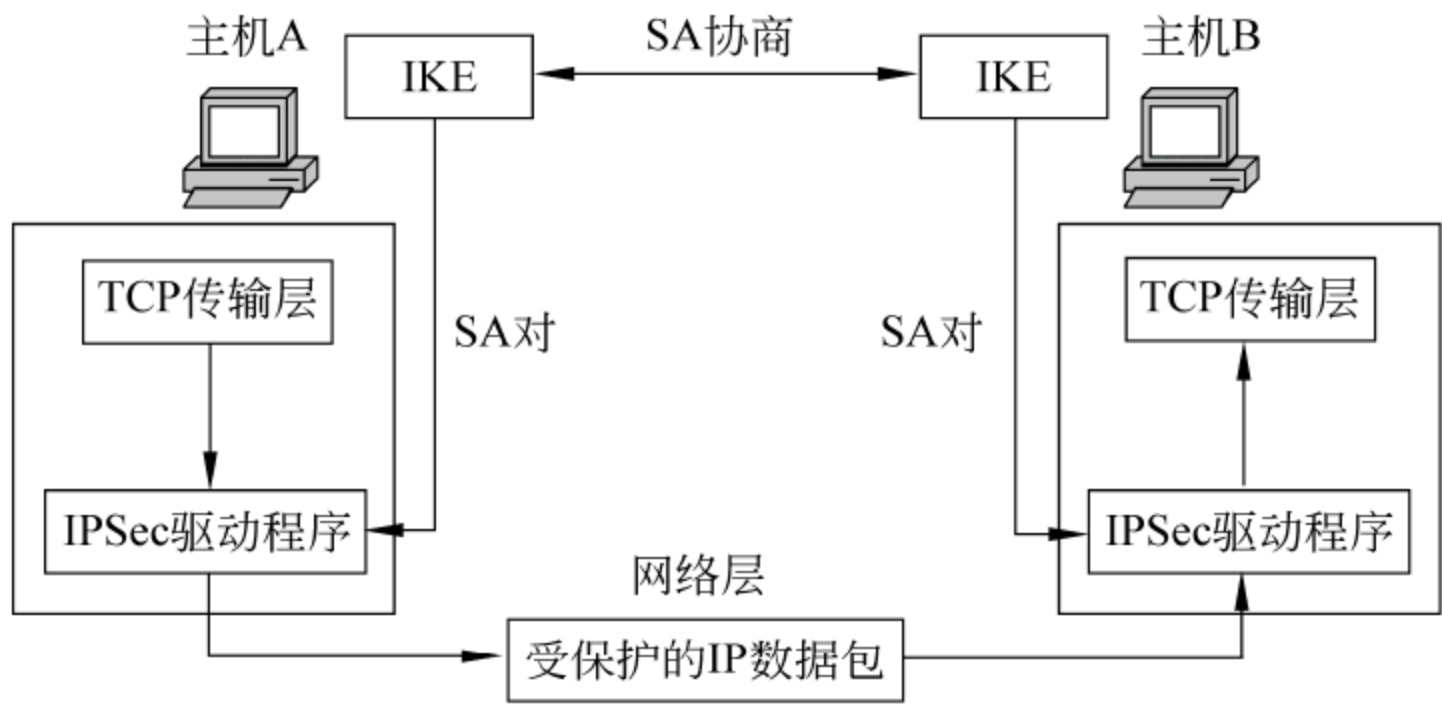 主机A
IKE
SA协商
IKE
主机B
TCP传输层
SA对
SA对
TCP传输层
IPSec驱动程序
IPSec驱动程序
网络层
受保护的IP数据包